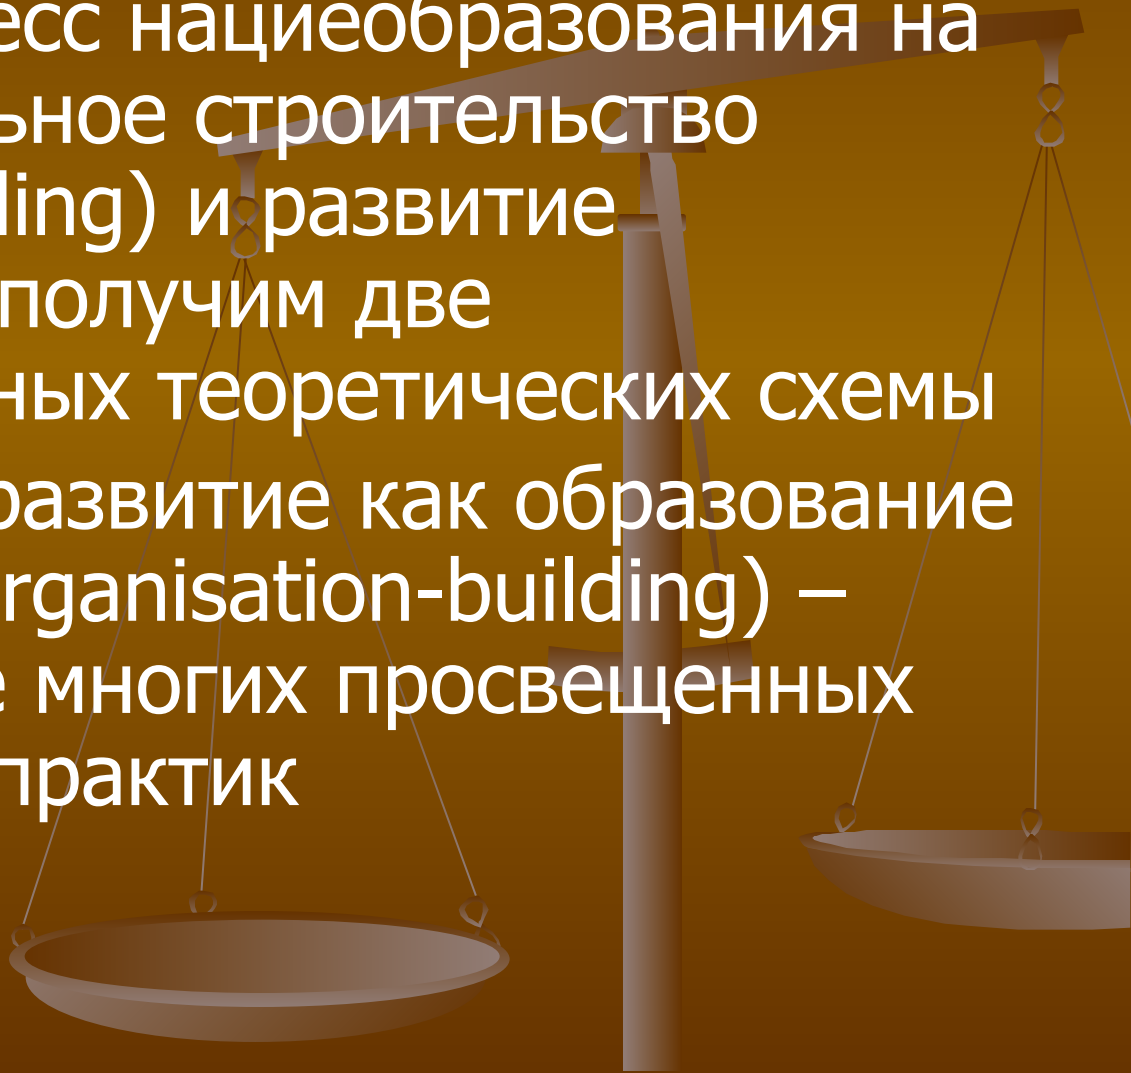 есс нациеобразования на
ьное строительство
ding) и развитие
получим две
ных теоретических схемы
развитие как образование
rganisation-building) –
е многих просвещенных
практик